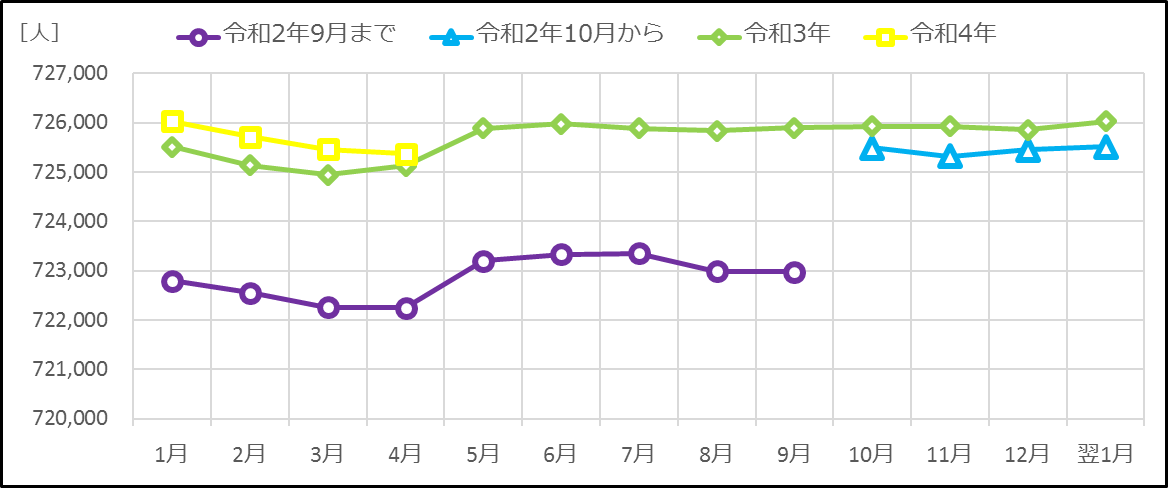 [人]
令和2年9月まで 令和2年10月から 令和3年 令和4年
727,000
726,000
725,000
724,000
723,000
722,000
721,000
720,000
1月 2月 3月 4月 5月 6月 7月 8月 9月 10月 11月 12月 翌1月